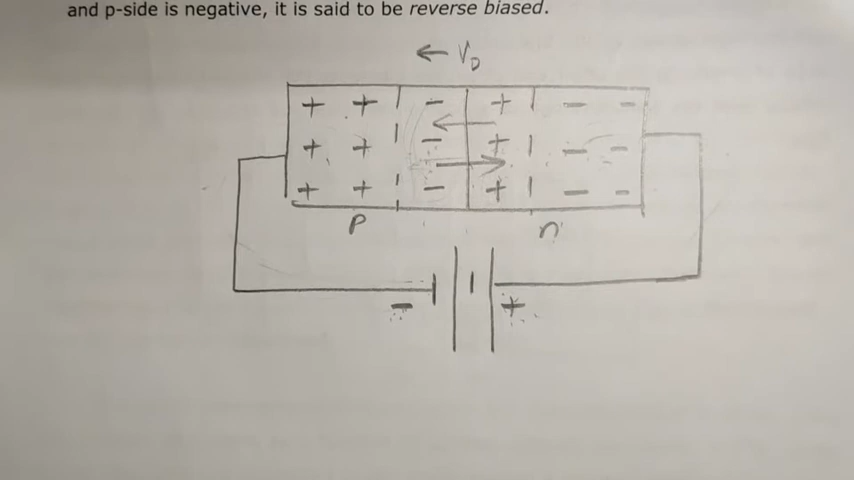 and p-side is negative, it is said to be reverse biased.
← V_D
+ + - + - -
+ + - + - -
+ + - + - -
p n
- +